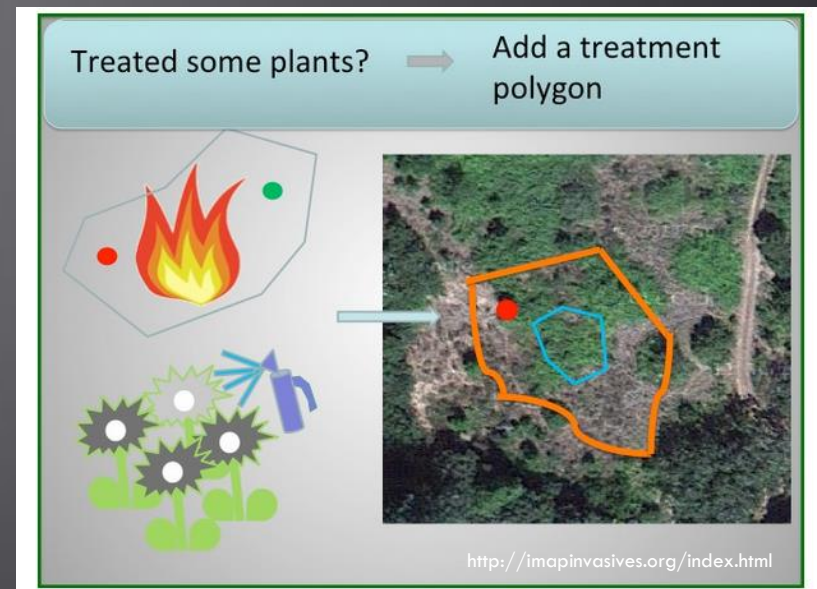 Treated some plants?
Add a treatment
polygon
http://imapinvasives.org/index.html